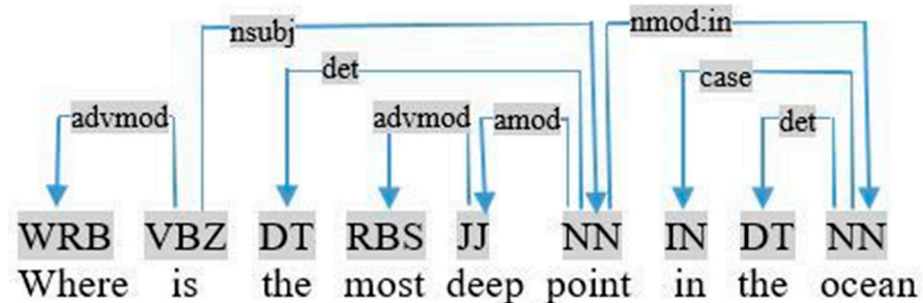 nsubj nmod:in
det case
advmod advmod amod det
WRB VBZ DT RBS JJ NN IN DT NN
Where is the most deep point in the ocean